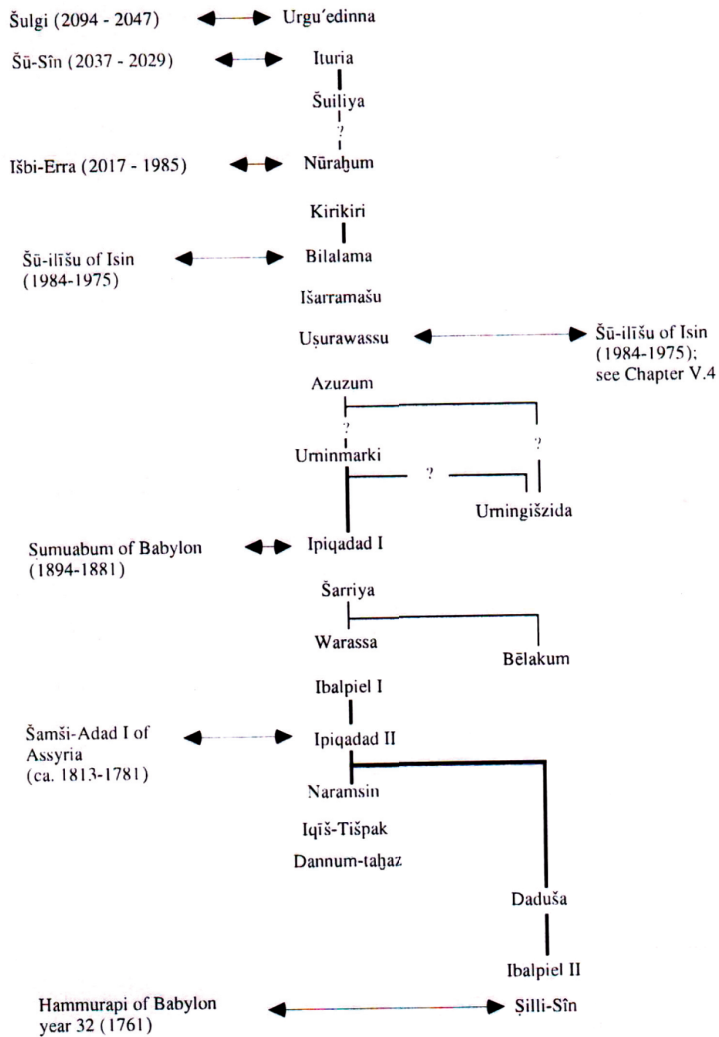 Šulgi (2094 - 2047) Urgu'edinna
Šū-Sîn (2037 - 2029) Ituria
Šuiliya
?
Išbi-Erra (2017 - 1985) Nūraḫum
Kirikiri
Šū-ilīšu of Isin Bilalama
(1984-1975)
Išarramašu
Uṣurawassu Šū-ilīšu of Isin
(1984-1975);
see Chapter V.4
Azuzum
? ?
Urninmarki
?
Urningišzida
Sumuabum of Babylon Ipiqadad I
(1894-1881)
Šarriya
Warassa
Bēlakum
Ibalpiel I
Šamši-Adad I of Ipiqadad II
Assyria
(ca. 1813-1781)
Naramsin
Iqīš-Tišpak
Dannum-taḫaz
Daduša
Ibalpiel II
Hammurapi of Babylon Ṣilli-Sîn
year 32 (1761)